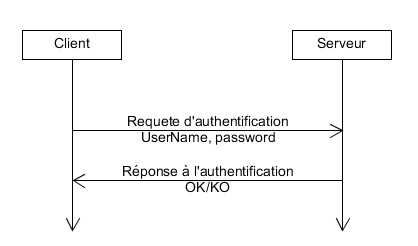 Client
Serveur
Requete d'authentification
UserName, password
Réponse à l'authentification
OK/KO